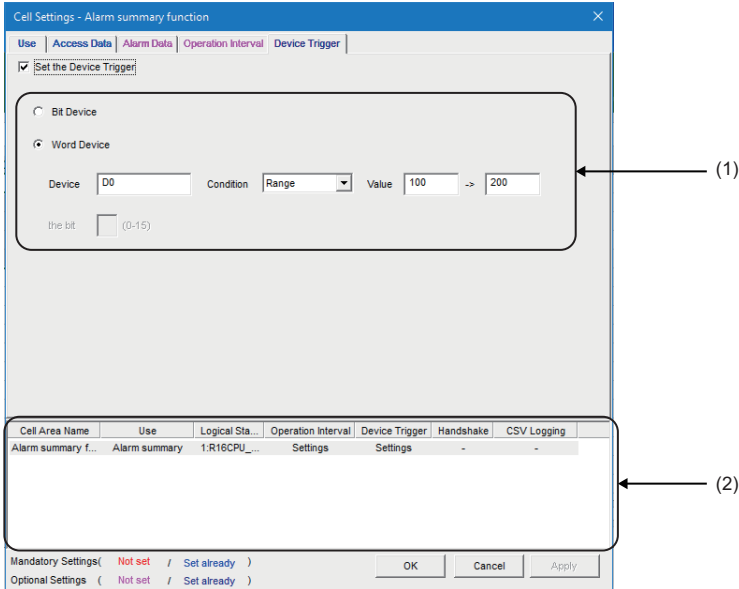 Cell Settings - Alarm summary function
Use Access Data Alarm Data Operation Interval Device Trigger
Set the Device Trigger
Bit Device
Word Device
(1)
Device D0 Condition Range Value 100 -> 200
the bit (0-15)
Cell Area Name Use Logical Sta... Operation Interval Device Trigger Handshake CSV Logging
Alarm summary f... Alarm summary 1:R16CPU_... Settings Settings - -
(2)
Mandatory Settings( Not set / Set already )
OK Cancel Apply
Optional Settings ( Not set / Set already )